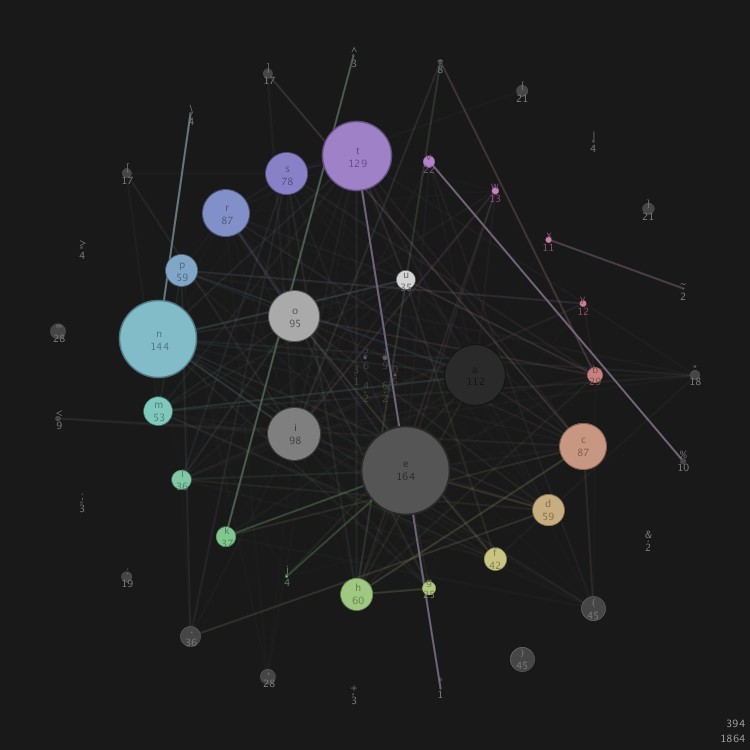 ^
3
8
17
21
\
4
t
129
4
22
s
78
17
w
13
r
87
21
x
11
>
4
p
59
u
35
~
2
y
12
o
95
n
144
28
a
112
18
m
53
<
9
i
98
c
87
e
164
%
10
l
36
;
3
d
59
k
37
&
2
f
42
j
4
19
h
60
g
25
(
45
36
)
45
28
+
3
1
394
1864